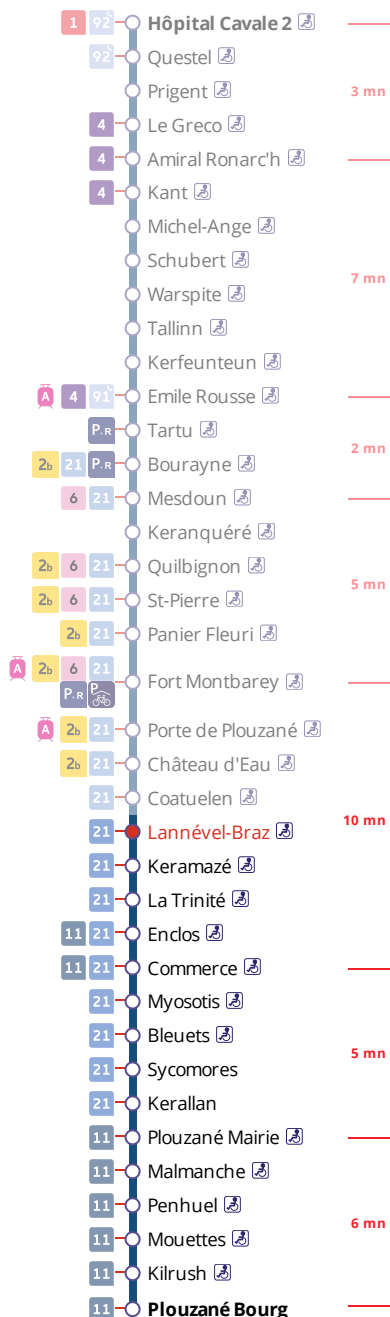 1 92 Hôpital Cavale 2
92 Questel
Prigent
3 mn
4 Le Greco
4 Amiral Ronarc'h
4 Kant
Michel-Ange
Schubert
7 mn
Warspite
Tallinn
Kerfeunteun
A 4 91 Emile Rousse
P.R Tartu
2 mn
2b 21 P.R Bourayne
6 21 Mesdoun
Keranquéré
5 mn
2b 6 21 Quilbignon
2b 6 21 St-Pierre
2b 21 Panier Fleuri
A 2b 6 21
P.R P Fort Montbarey
A 2b 21 Porte de Plouzané
2b 21 Château d'Eau
21 Coatuelen
10 mn
21 Lannével-Braz
21 Keramazé
21 La Trinité
11 21 Enclos
11 21 Commerce
21 Myosotis
21 Bleuets
5 mn
21 Sycomores
21 Kerallan
11 Plouzané Mairie
11 Malmanche
11 Penhuel
6 mn
11 Mouettes
11 Kilrush
11 Plouzané Bourg